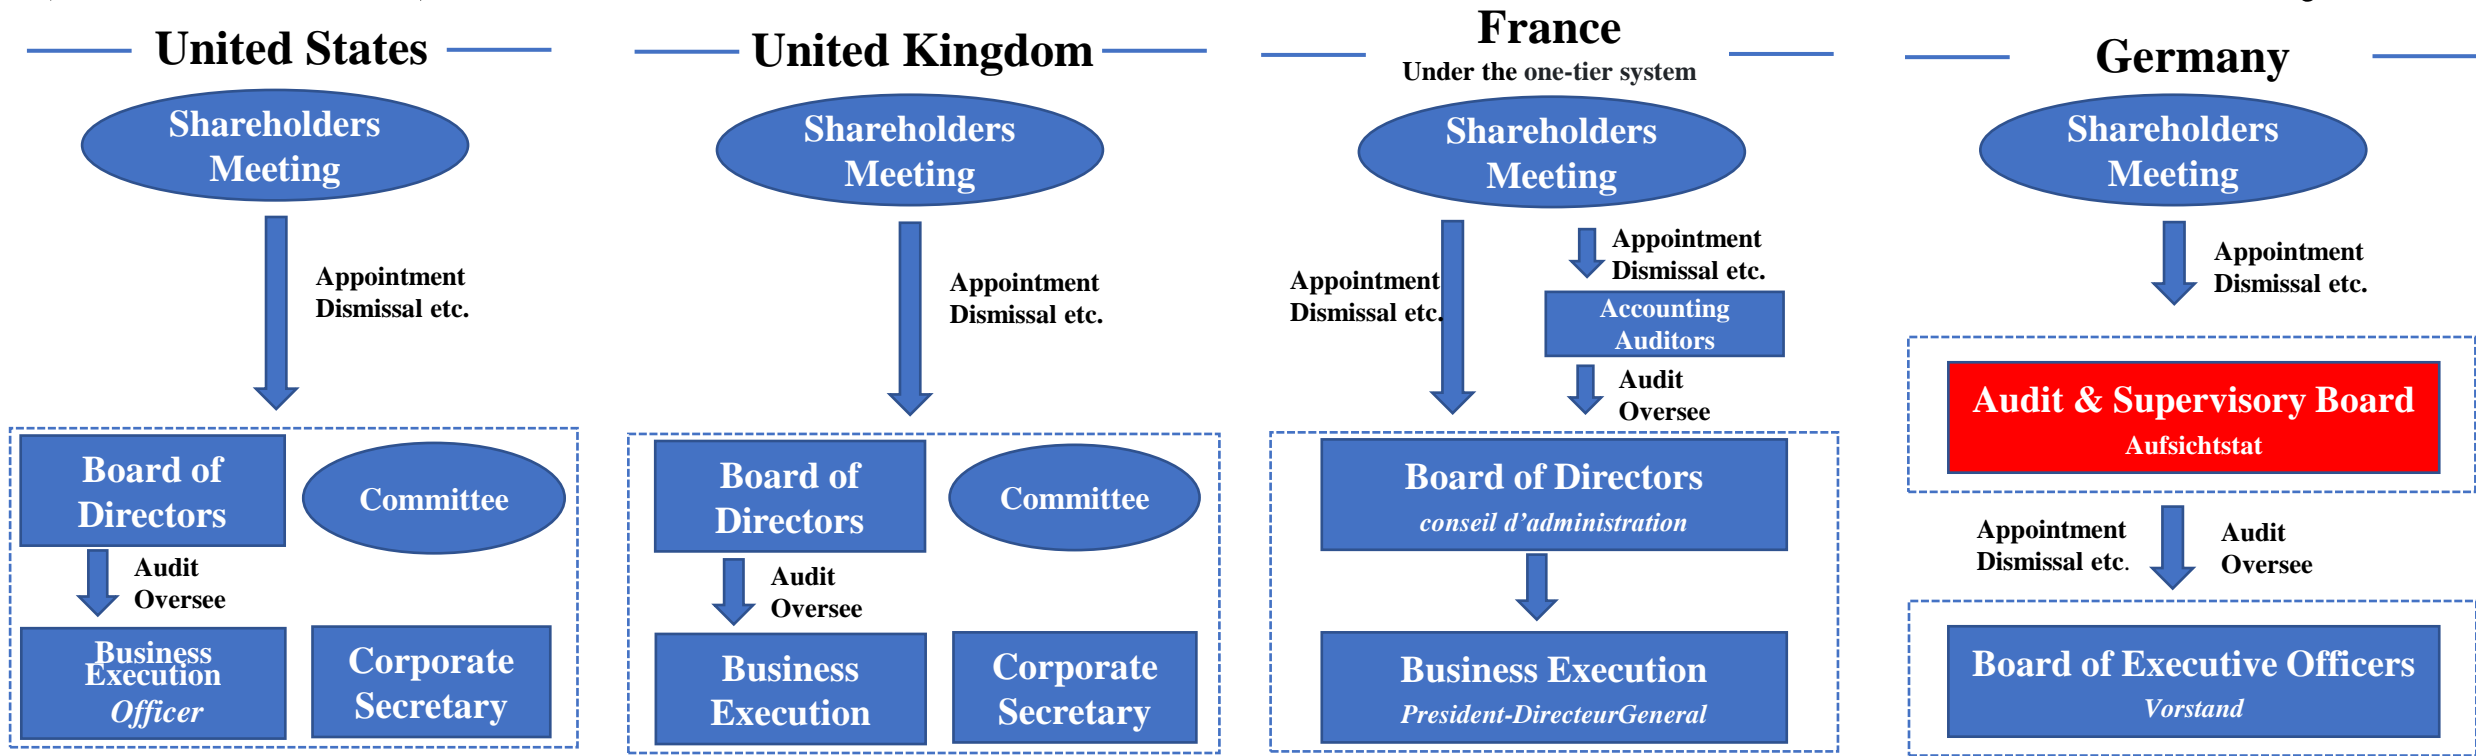 United States
Shareholders
Meeting
Appointment
Dismissal etc.
Board of
Directors
Committee
Audit
Oversee
Business
Execution
Officer
Corporate
Secretary
United Kingdom
Shareholders
Meeting
Appointment
Dismissal etc.
Board of
Directors
Committee
Audit
Oversee
Business
Execution
Corporate
Secretary
France
Under the one-tier system
Shareholders
Meeting
Appointment
Dismissal etc.
Appointment
Dismissal etc.
Accounting
Auditors
Audit
Oversee
Board of Directors
conseil d’administration
Business Execution
President-DirecteurGeneral
Germany
Shareholders
Meeting
Appointment
Dismissal etc.
Audit & Supervisory Board
Aufsichtstat
Appointment
Dismissal etc.
Audit
Oversee
Board of Executive Officers
Vorstand